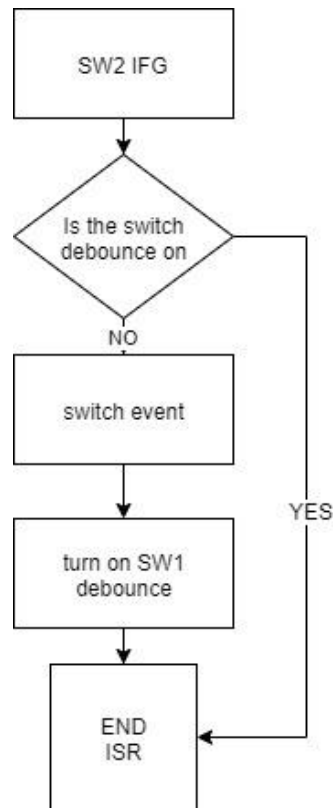 SW2 IFG
Is the switch
debounce on
NO
switch event
YES
turn on SW1
debounce
END
ISR